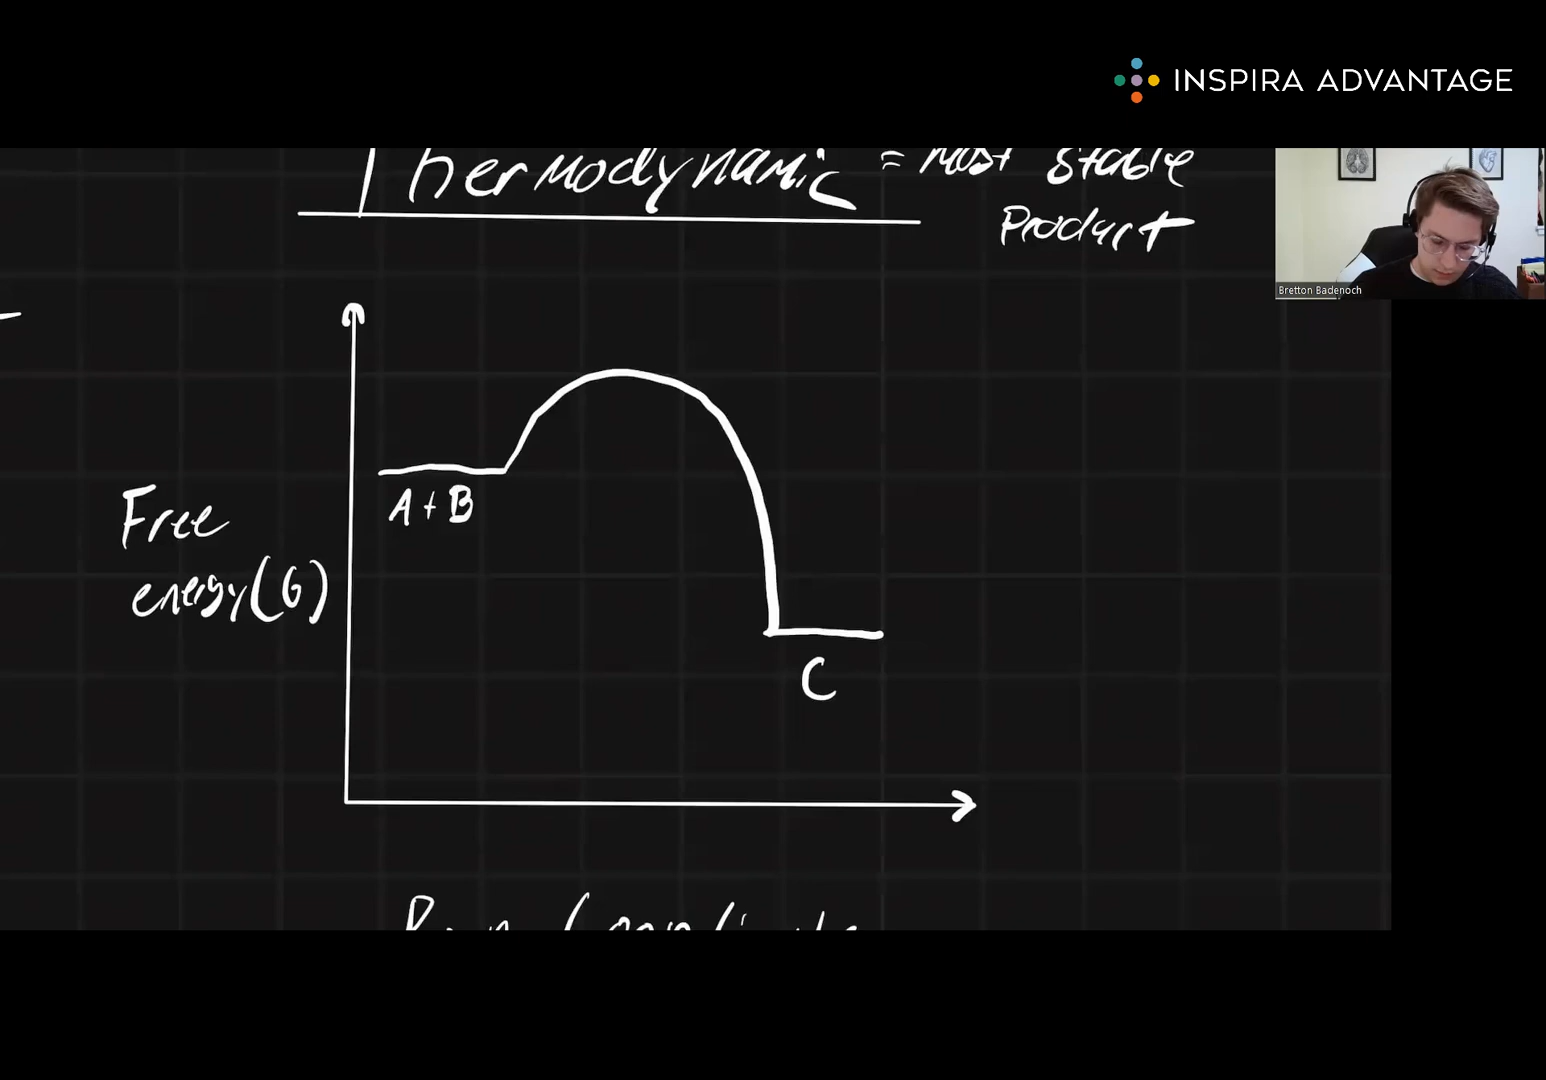 INSPIRA ADVANTAGE
Thermodynamic = Most Stable
Product
Bretton Badenoch
A + B
Free
energy (G)
C